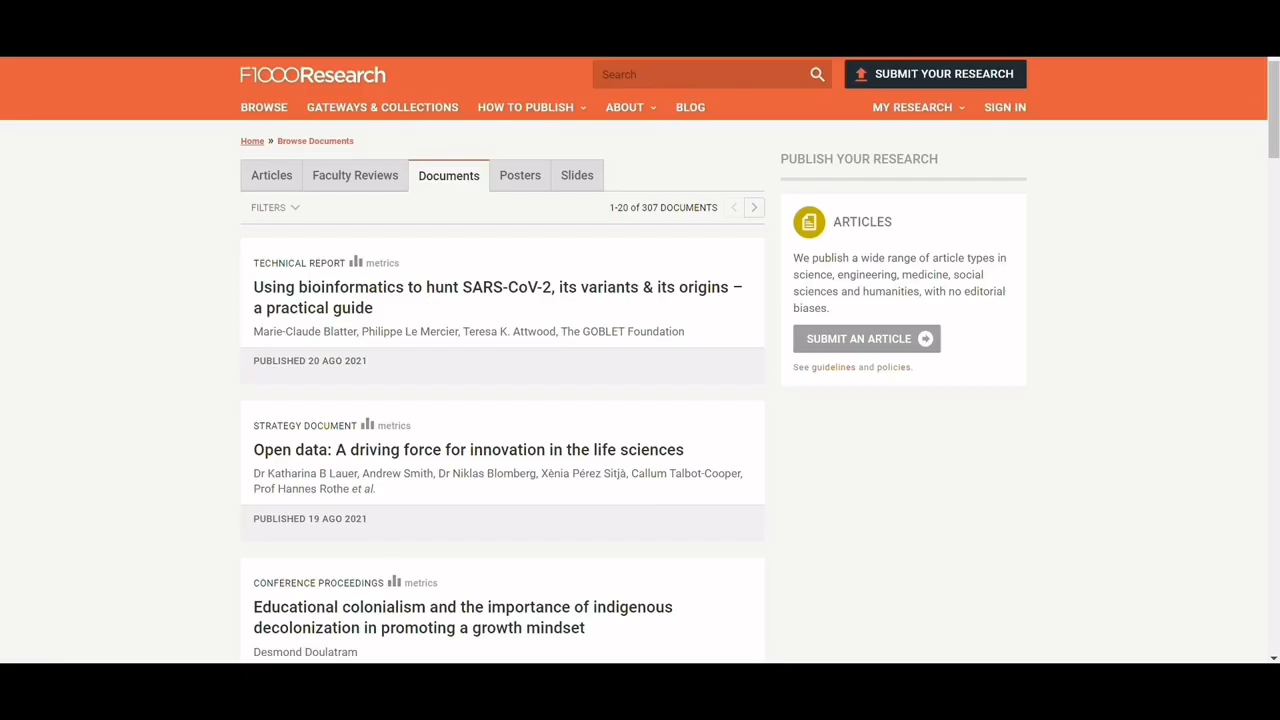 F1000Research
Search
SUBMIT YOUR RESEARCH
BROWSE GATEWAYS & COLLECTIONS HOW TO PUBLISH ABOUT BLOG MY RESEARCH SIGN IN
Home » Browse Documents
Articles Faculty Reviews Documents Posters Slides
FILTERS 1-20 of 307 DOCUMENTS
TECHNICAL REPORT metrics
Using bioinformatics to hunt SARS-CoV-2, its variants & its origins –
a practical guide
Marie-Claude Blatter, Philippe Le Mercier, Teresa K. Attwood, The GOBLET Foundation
PUBLISHED 20 AGO 2021
STRATEGY DOCUMENT metrics
Open data: A driving force for innovation in the life sciences
Dr Katharina B Lauer, Andrew Smith, Dr Niklas Blomberg, Xènia Pérez Sitjà, Callum Talbot-Cooper,
Prof Hannes Rothe et al.
PUBLISHED 19 AGO 2021
CONFERENCE PROCEEDINGS metrics
Educational colonialism and the importance of indigenous
decolonization in promoting a growth mindset
Desmond Doulatram
PUBLISH YOUR RESEARCH
ARTICLES
We publish a wide range of article types in
science, engineering, medicine, social
sciences and humanities, with no editorial
biases.
SUBMIT AN ARTICLE
See guidelines and policies.